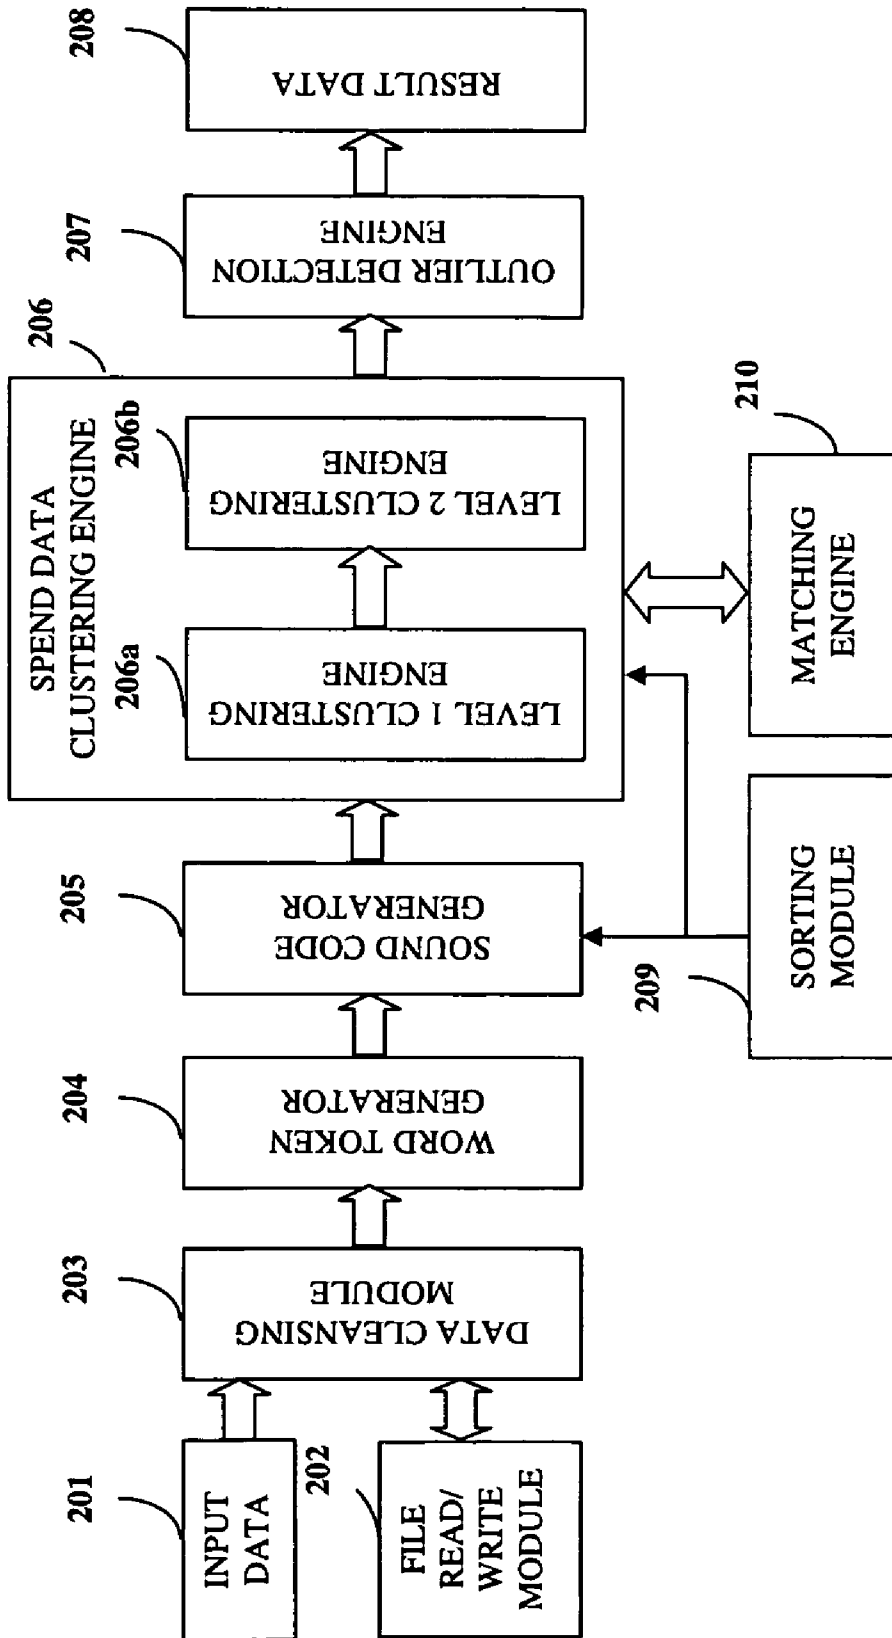 201
INPUT
DATA
202
FILE
READ/
WRITE
MODULE
203
DATA CLEANSING
MODULE
204
WORD TOKEN
GENERATOR
205
SOUND CODE
GENERATOR
206
SPEND DATA
CLUSTERING ENGINE
206a
LEVEL 1 CLUSTERING
ENGINE
206b
LEVEL 2 CLUSTERING
ENGINE
207
OUTLIER DETECTION
ENGINE
208
RESULT DATA
209
SORTING
MODULE
210
MATCHING
ENGINE